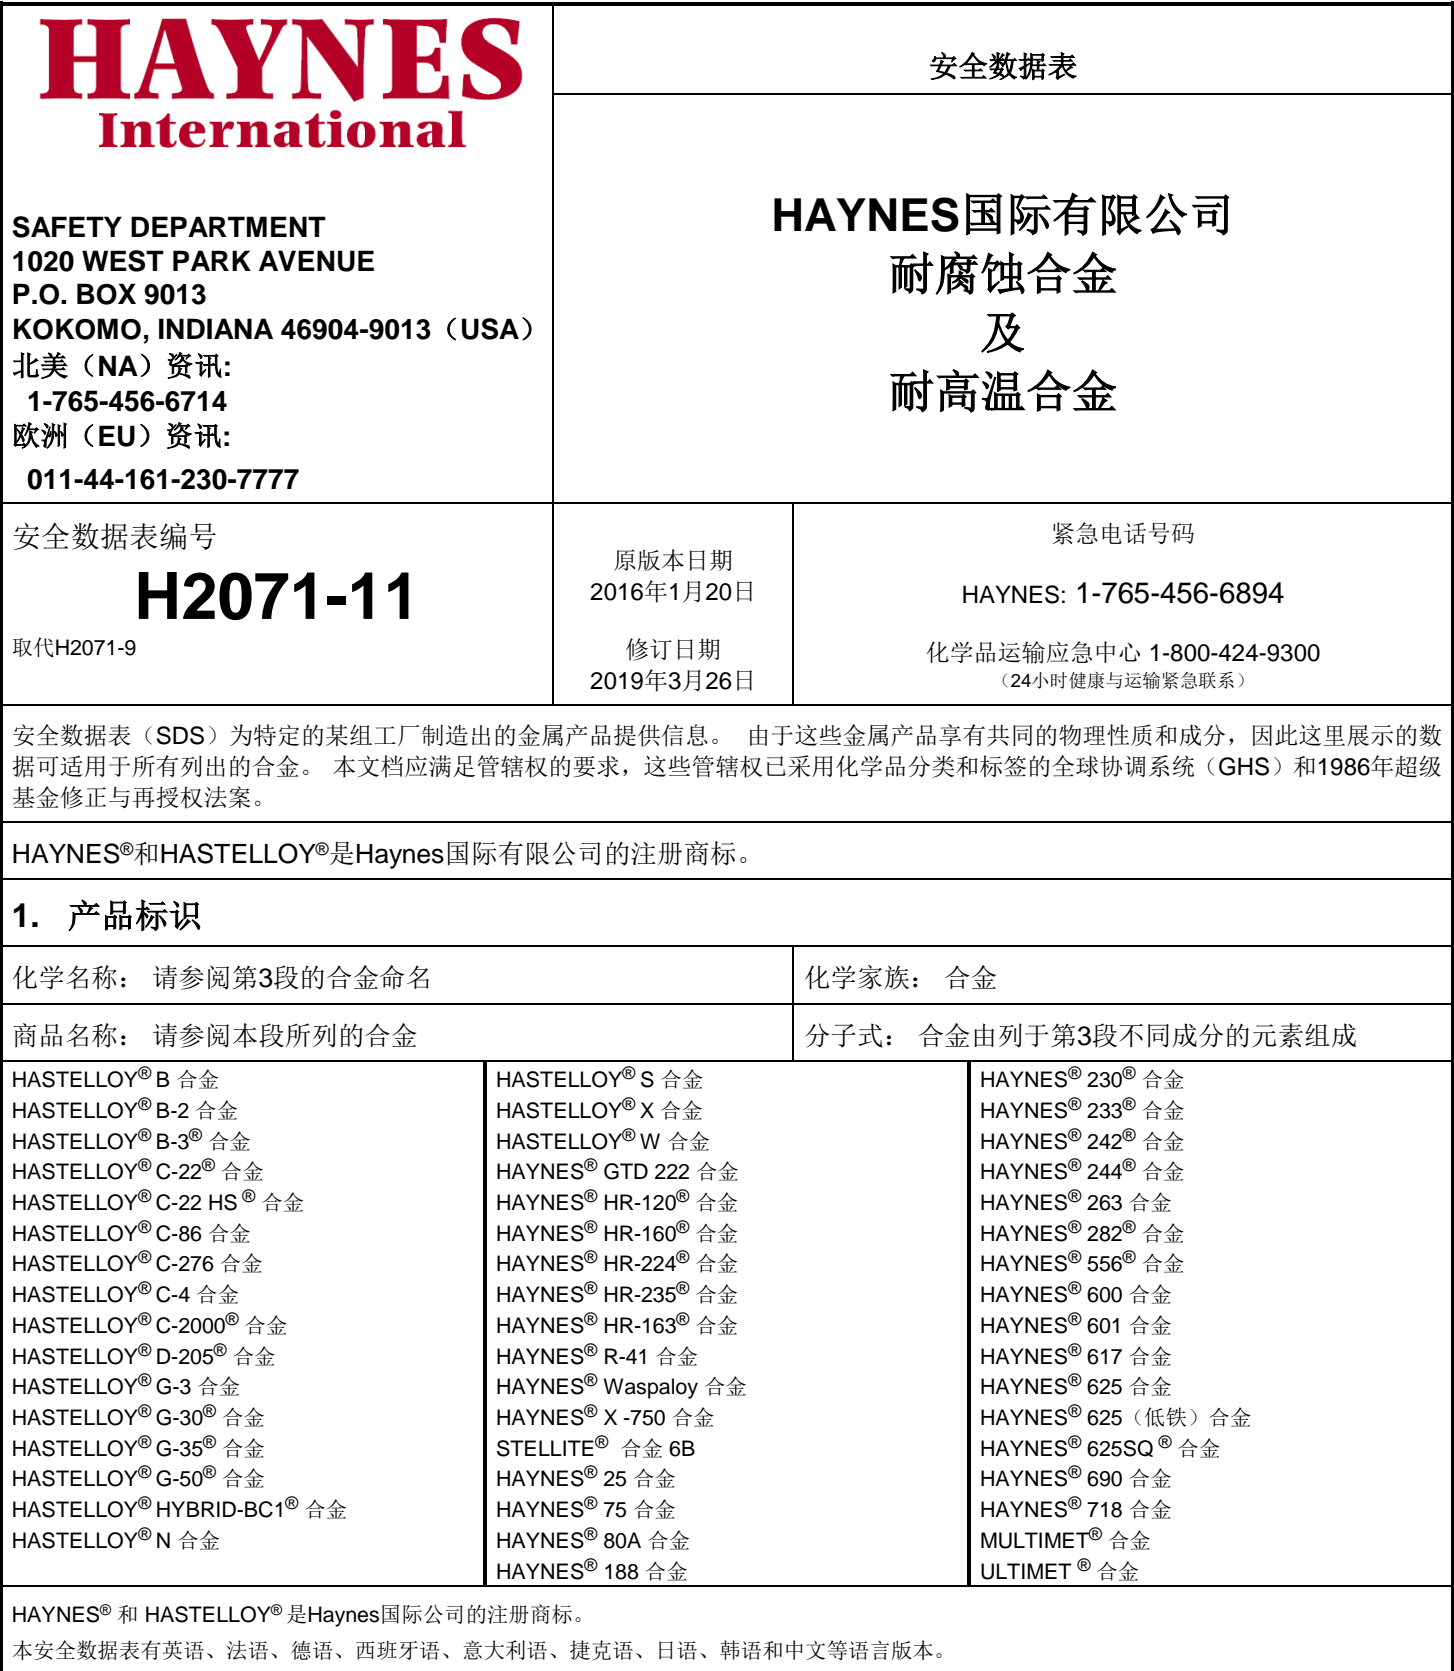 HAYNES
International
SAFETY DEPARTMENT
1020 WEST PARK AVENUE
P.O. BOX 9013
KOKOMO, INDIANA 46904-9013（USA）
北美（NA）资讯:
1-765-456-6714
欧洲（EU）资讯:
011-44-161-230-7777
安全数据表
HAYNES国际有限公司
耐腐蚀合金
及
耐高温合金
安全数据表编号
H2071-11
取代H2071-9
原版本日期
2016年1月20日
修订日期
2019年3月26日
紧急电话号码
HAYNES: 1-765-456-6894
化学品运输应急中心 1-800-424-9300
（24小时健康与运输紧急联系）
安全数据表（SDS）为特定的某组工厂制造出的金属产品提供信息。 由于这些金属产品享有共同的物理性质和成分，因此这里展示的数
据可适用于所有列出的合金。 本文档应满足管辖权的要求，这些管辖权已采用化学品分类和标签的全球协调系统（GHS）和1986年超级
基金修正与再授权法案。
HAYNES®和HASTELLOY®是Haynes国际有限公司的注册商标。
1. 产品标识
化学名称： 请参阅第3段的合金命名
化学家族： 合金
商品名称： 请参阅本段所列的合金
分子式： 合金由列于第3段不同成分的元素组成
HASTELLOY® B 合金
HASTELLOY® B-2 合金
HASTELLOY® B-3® 合金
HASTELLOY® C-22® 合金
HASTELLOY® C-22 HS ® 合金
HASTELLOY® C-86 合金
HASTELLOY® C-276 合金
HASTELLOY® C-4 合金
HASTELLOY® C-2000® 合金
HASTELLOY® D-205® 合金
HASTELLOY® G-3 合金
HASTELLOY® G-30® 合金
HASTELLOY® G-35® 合金
HASTELLOY® G-50® 合金
HASTELLOY® HYBRID-BC1® 合金
HASTELLOY® N 合金
HASTELLOY® S 合金
HASTELLOY® X 合金
HASTELLOY® W 合金
HAYNES® GTD 222 合金
HAYNES® HR-120® 合金
HAYNES® HR-160® 合金
HAYNES® HR-224® 合金
HAYNES® HR-235® 合金
HAYNES® HR-163® 合金
HAYNES® R-41 合金
HAYNES® Waspaloy 合金
HAYNES® X -750 合金
STELLITE® 合金 6B
HAYNES® 25 合金
HAYNES® 75 合金
HAYNES® 80A 合金
HAYNES® 188 合金
HAYNES® 230® 合金
HAYNES® 233® 合金
HAYNES® 242® 合金
HAYNES® 244® 合金
HAYNES® 263 合金
HAYNES® 282® 合金
HAYNES® 556® 合金
HAYNES® 600 合金
HAYNES® 601 合金
HAYNES® 617 合金
HAYNES® 625 合金
HAYNES® 625（低铁）合金
HAYNES® 625SQ ® 合金
HAYNES® 690 合金
HAYNES® 718 合金
MULTIMET® 合金
ULTIMET ® 合金
HAYNES® 和 HASTELLOY® 是Haynes国际公司的注册商标。
本安全数据表有英语、法语、德语、西班牙语、意大利语、捷克语、日语、韩语和中文等语言版本。